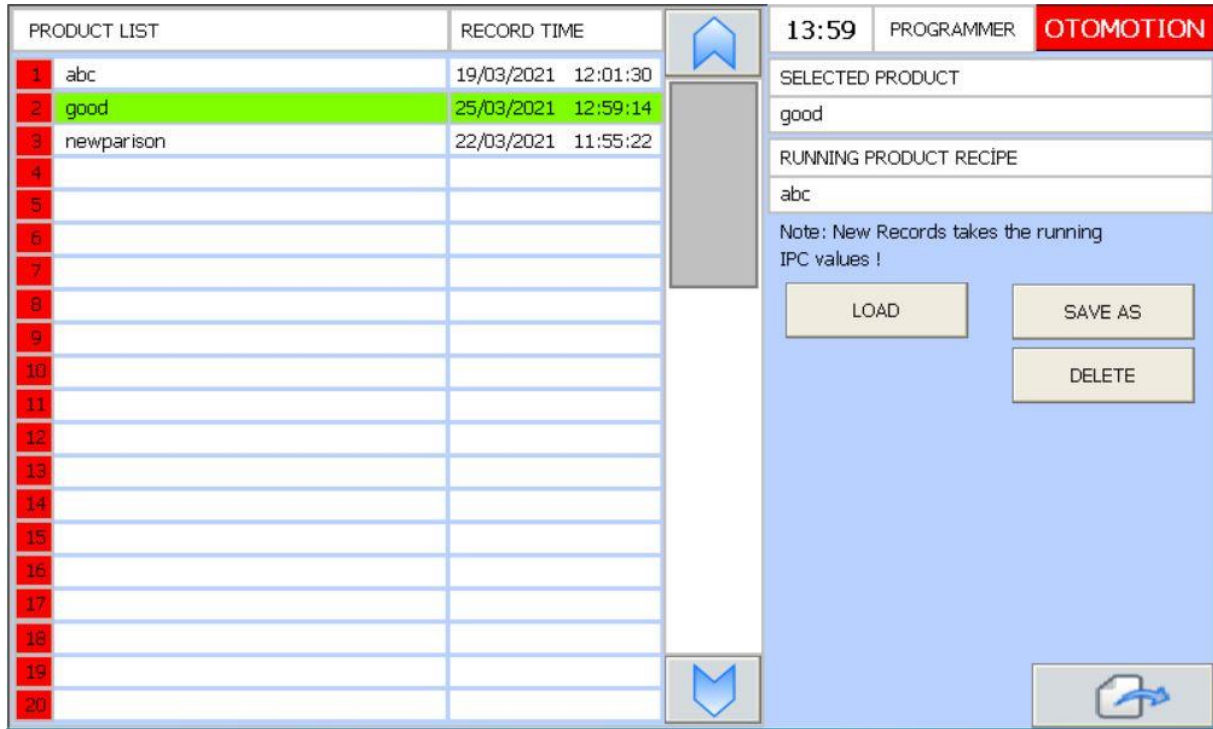 PRODUCT LIST RECORD TIME
1 abc 19/03/2021 12:01:30
2 good 25/03/2021 12:59:14
3 newparison 22/03/2021 11:55:22
4
5
6
7
8
9
10
11
12
13
14
15
16
17
18
19
20
13:59 PROGRAMMER OTOMOTION
SELECTED PRODUCT
good
RUNNING PRODUCT RECİPE
abc
Note: New Records takes the running
IPC values !
LOAD SAVE AS
DELETE